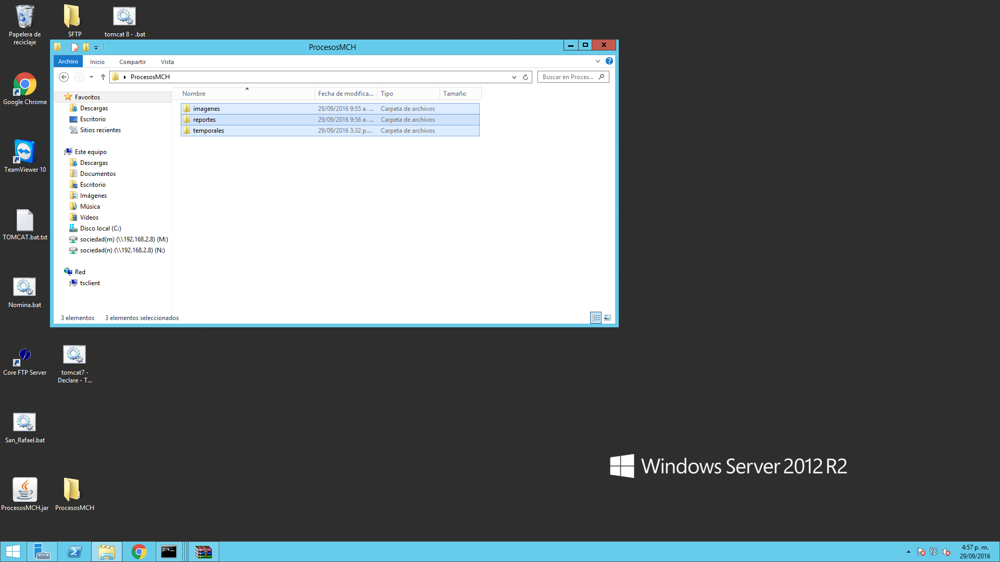 Papelera de
reciclaje
SFTP
tomcat 8 - .bat
ProcesosMCH
Archivo
Inicio
Compartir
Vista
ProcesosMCH
Buscar en Proces...
Nombre
Fecha de modifica...
Tipo
Tamaño
Favoritos
Descargas
Escritorio
Sitios recientes
imagenes 29/09/2016 9:55 a. ... Carpeta de archivos
reportes 29/09/2016 9:56 a. ... Carpeta de archivos
temporales 29/09/2016 3:32 p.... Carpeta de archivos
Este equipo
Descargas
Documentos
Escritorio
Imágenes
Música
Vídeos
Disco local (C:)
sociedad(m) (\\192.168.2.8) (M:)
sociedad(n) (\\192.168.2.8) (N:)
Red
tsclient
3 elementos
3 elementos seleccionados
Google Chrome
TeamViewer 10
TOMCAT.bat.txt
Nomina.bat
Core FTP Server
tomcat7 -
Declare - T...
San_Rafael.bat
ProcesosMCH.jar
ProcesosMCH
Windows Server 2012 R2
C:\_
4:57 p. m.
29/09/2016